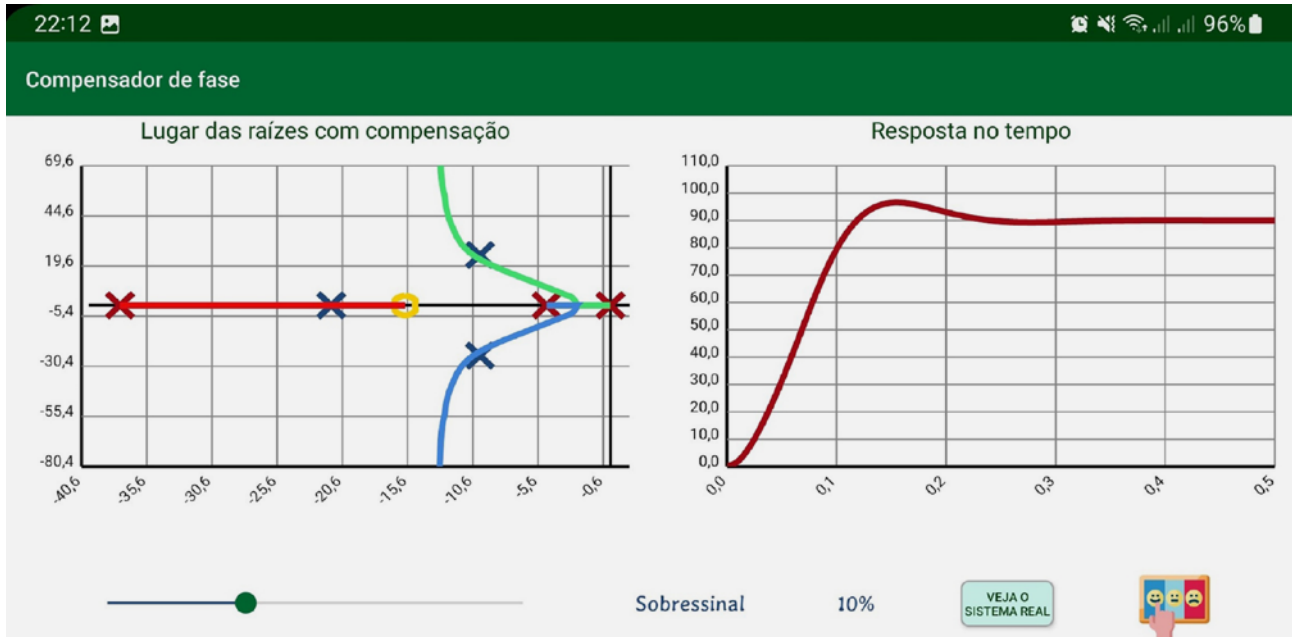 22:12
96%
Compensador de fase
Lugar das raízes com compensação
69,6
44,6
19,6
-5,4
-30,4
-55,4
-80,4
-40,6 -35,6 -30,6 -25,6 -20,6 -15,6 -10,6 -5,6 -0,6
Resposta no tempo
110,0
100,0
90,0
80,0
70,0
60,0
50,0
40,0
30,0
20,0
10,0
0,0
0,0 0,1 0,2 0,3 0,4 0,5
Sobressinal 10%
VEJA O
SISTEMA REAL